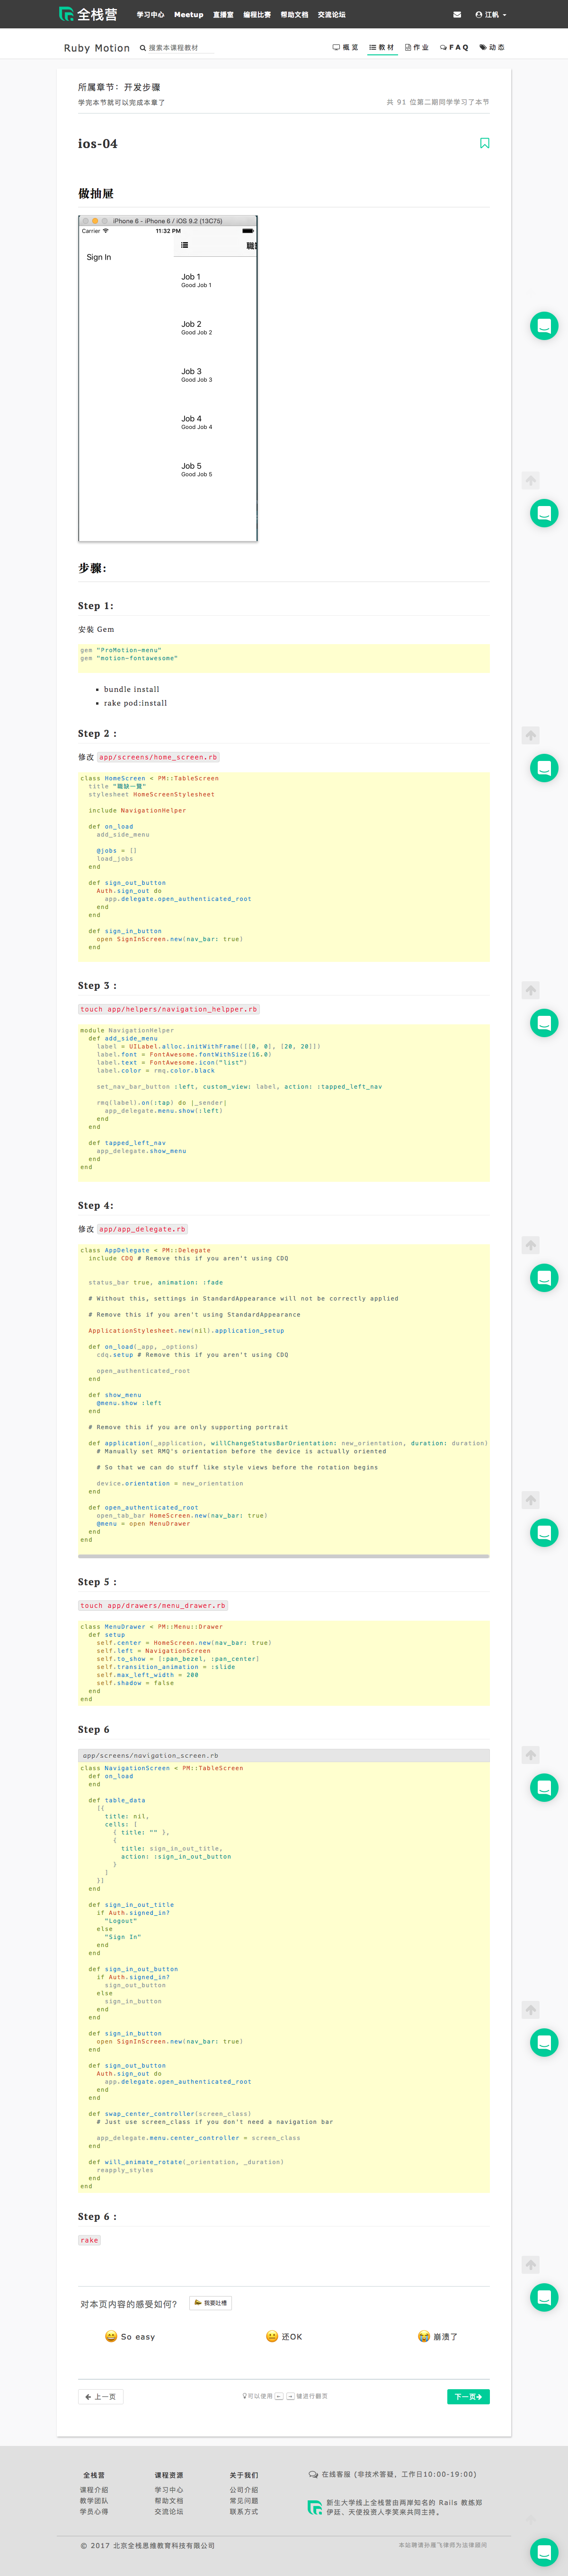 全栈营 学习中心 Meetup 直播室 编程比赛 帮助文档 交流论坛 江帆
Ruby Motion 搜索本课程教材 概览 教材 作业 FAQ 动态
所属章节：开发步骤
学完本节就可以完成本章了 共 91 位第二期同学学习了本节
ios-04
做抽屉
iPhone 6 - iPhone 6 / iOS 9.2 (13C75)
Carrier 11:32 PM
Sign In
Job 1
Good Job 1
Job 2
Good Job 2
Job 3
Good Job 3
Job 4
Good Job 4
Job 5
Good Job 5
步骤：
Step 1:
安装 Gem
gem "ProMotion-menu"
gem "motion-fontawesome"
bundle install
rake pod:install
Step 2 :
修改 app/screens/home_screen.rb
class HomeScreen < PM::TableScreen
title "職缺一覽"
stylesheet HomeScreenStylesheet
include NavigationHelper
def on_load
add_side_menu
@jobs = []
load_jobs
end
def sign_out_button
Auth.sign_out do
app.delegate.open_authenticated_root
end
end
def sign_in_button
open SignInScreen.new(nav_bar: true)
end
Step 3 :
touch app/helpers/navigation_helpper.rb
module NavigationHelper
def add_side_menu
label = UILabel.alloc.initWithFrame([[0, 0], [20, 20]])
label.font = FontAwesome.fontWithSize(16.0)
label.text = FontAwesome.icon("list")
label.color = rmq.color.black
set_nav_bar_button :left, custom_view: label, action: :tapped_left_nav
rmq(label).on(:tap) do |_sender|
app_delegate.menu.show(:left)
end
end
def tapped_left_nav
app_delegate.show_menu
end
end
Step 4:
修改 app/app_delegate.rb
class AppDelegate < PM::Delegate
include CDQ # Remove this if you aren't using CDQ
status_bar true, animation: :fade
# Without this, settings in StandardAppearance will not be correctly applied
# Remove this if you aren't using StandardAppearance
ApplicationStylesheet.new(nil).application_setup
def on_load(_app, _options)
cdq.setup # Remove this if you aren't using CDQ
open_authenticated_root
end
def show_menu
@menu.show :left
end
# Remove this if you are only supporting portrait
def application(_application, willChangeStatusBarOrientation: new_orientation, duration: duration)
# Manually set RMQ's orientation before the device is actually oriented
# So that we can do stuff like style views before the rotation begins
device.orientation = new_orientation
end
def open_authenticated_root
open_tab_bar HomeScreen.new(nav_bar: true)
@menu = open MenuDrawer
end
end
Step 5 :
touch app/drawers/menu_drawer.rb
class MenuDrawer < PM::Menu::Drawer
def setup
self.center = HomeScreen.new(nav_bar: true)
self.left = NavigationScreen
self.to_show = [:pan_bezel, :pan_center]
self.transition_animation = :slide
self.max_left_width = 200
self.shadow = false
end
end
Step 6
app/screens/navigation_screen.rb
class NavigationScreen < PM::TableScreen
def on_load
end
def table_data
[{
title: nil,
cells: [
{ title: "" },
{
title: sign_in_out_title,
action: :sign_in_out_button
}
]
}]
end
def sign_in_out_title
if Auth.signed_in?
"Logout"
else
"Sign In"
end
end
def sign_in_out_button
if Auth.signed_in?
sign_out_button
else
sign_in_button
end
end
def sign_in_button
open SignInScreen.new(nav_bar: true)
end
def sign_out_button
Auth.sign_out do
app.delegate.open_authenticated_root
end
end
def swap_center_controller(screen_class)
# Just use screen_class if you don't need a navigation bar
app_delegate.menu.center_controller = screen_class
end
def will_animate_rotate(_orientation, _duration)
reapply_styles
end
end
Step 6 :
rake
对本页内容的感受如何? 我要吐槽
So easy 还OK 崩溃了
上一页 可以使用 ← → 键进行翻页 下一页
全栈营 课程资源 关于我们 在线客服 (非技术答疑，工作日10:00-19:00)
课程介绍 学习中心 公司介绍
教学团队 帮助文档 常见问题 新生大学线上全栈营由两岸知名的 Rails 教练郑
学员心得 交流论坛 联系方式 伊廷、天使投资人李笑来共同主持。
© 2017 北京全栈思维教育科技有限公司